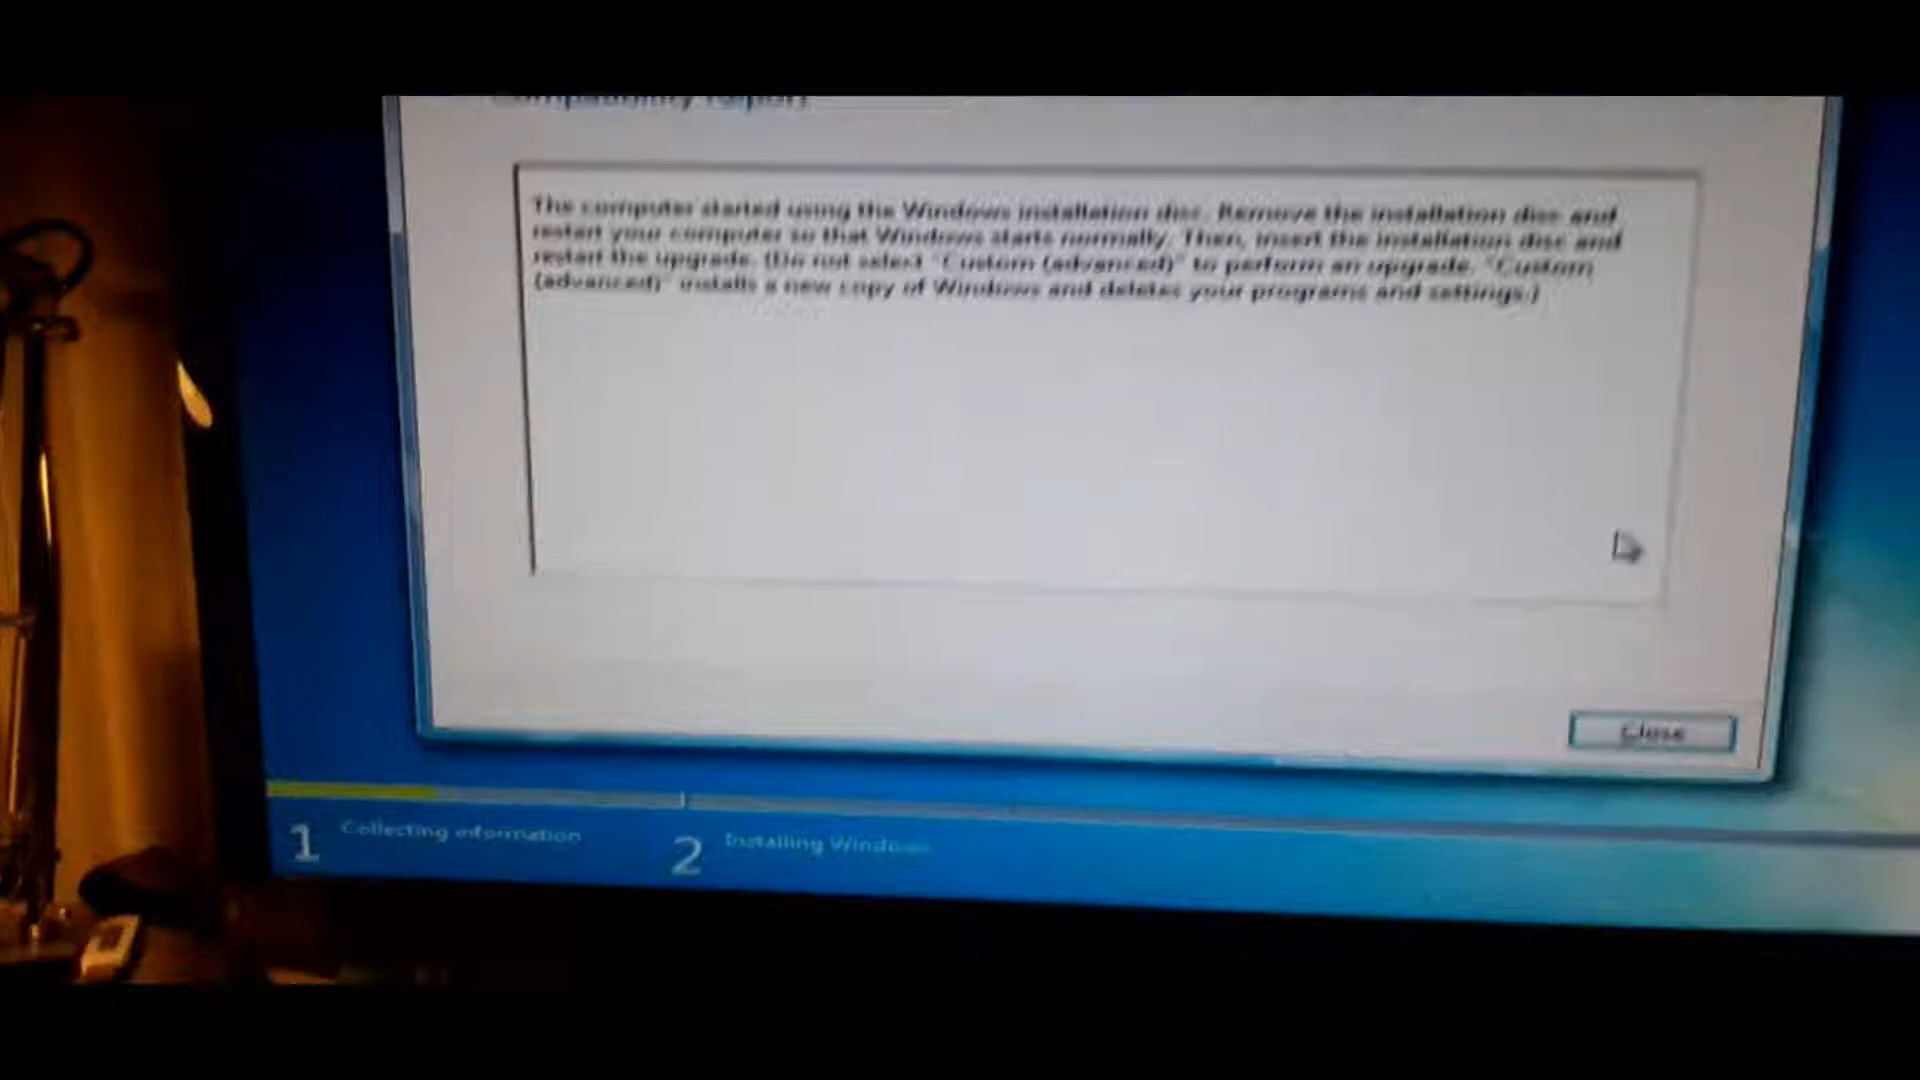 Compatibility Report
The computer started using the Windows installation disc. Remove the installation disc and
restart your computer so that Windows starts normally. Then, insert the installation disc and
restart the upgrade. (Do not select "Custom (advanced)" to perform an upgrade. "Custom
(advanced)" installs a new copy of Windows and deletes your programs and settings.)
Close
1 Collecting information
2 Installing Windows